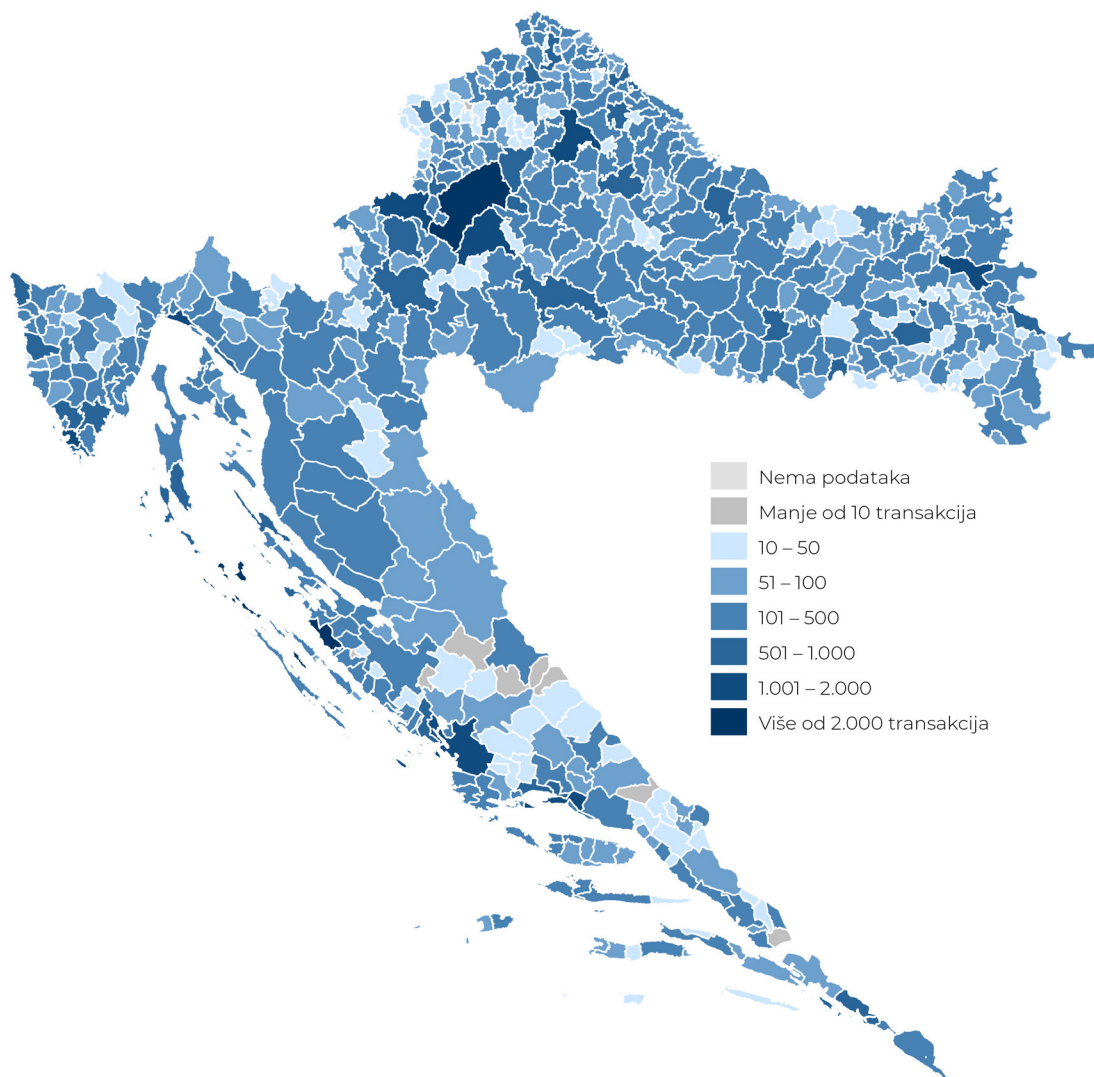 Nema podataka
Manje od 10 transakcija
10 – 50
51 – 100
101 – 500
501 – 1.000
1.001 – 2.000
Više od 2.000 transakcija